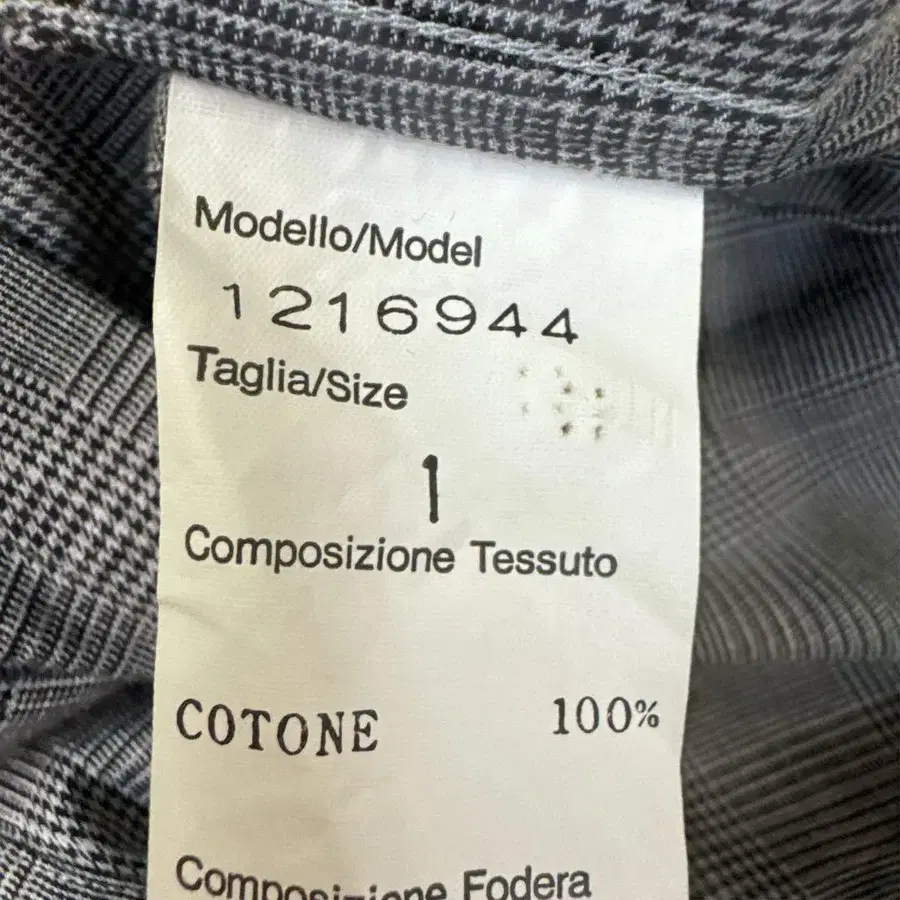 Modello/Model
1216944
Taglia/Size
1
Composizione Tessuto
COTONE 100%
Composizione Fodera